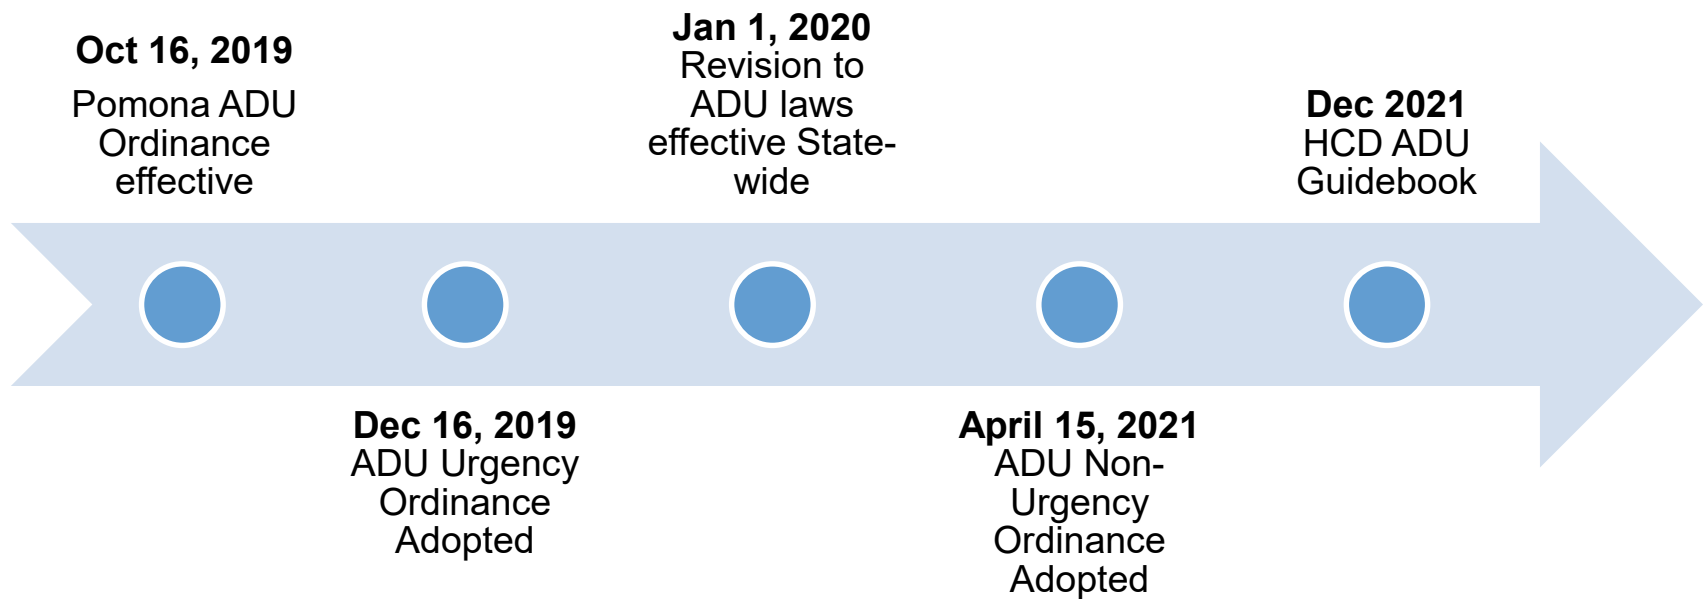 Oct 16, 2019
Pomona ADU
Ordinance
effective
Dec 16, 2019
ADU Urgency
Ordinance
Adopted
Jan 1, 2020
Revision to
ADU laws
effective State-
wide
April 15, 2021
ADU Non-
Urgency
Ordinance
Adopted
Dec 2021
HCD ADU
Guidebook